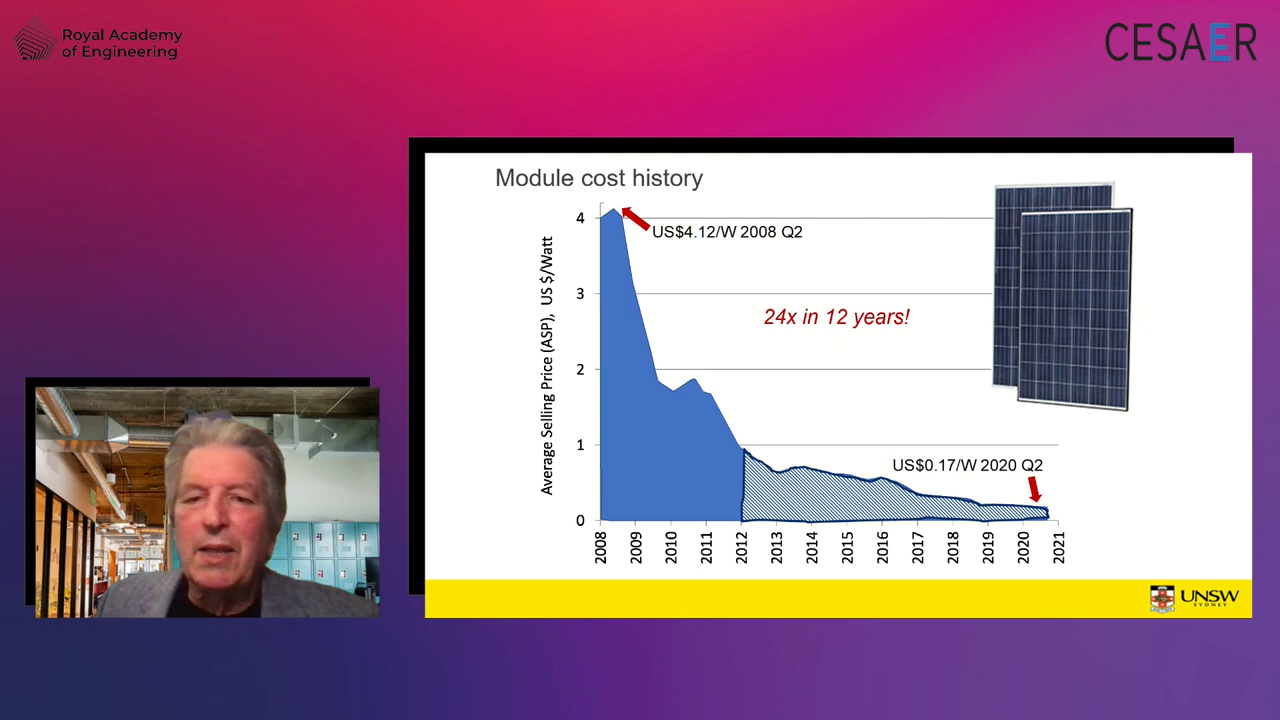 Royal Academy
of Engineering
CESAER
Module cost history
Average Selling Price (ASP), US $/Watt
4
3
2
1
0
US$4.12/W 2008 Q2
24x in 12 years!
US$0.17/W 2020 Q2
2008
2009
2010
2011
2012
2013
2014
2015
2016
2017
2018
2019
2020
2021
UNSW
SYDNEY